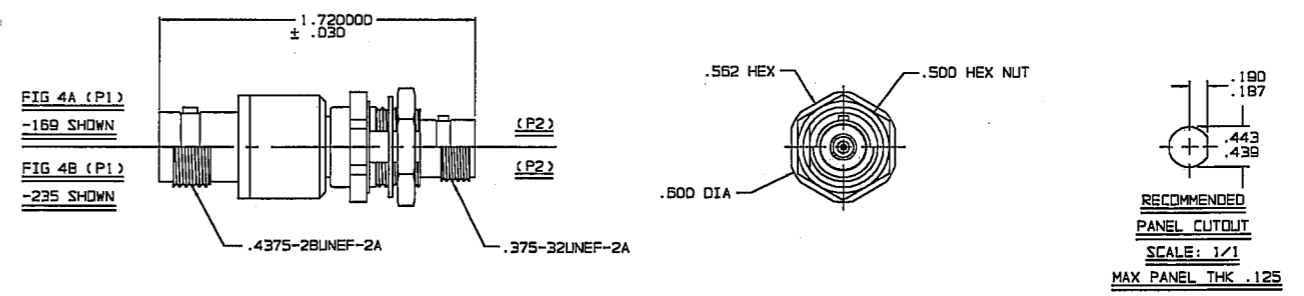 1.720000
± .030
FIG 4A (P1)
-169 SHOWN
FIG 4B (P1)
-235 SHOWN
(P2)
(P2)
.4375-28UNEF-2A
.375-32UNEF-2A
.562 HEX
.500 HEX NUT
.600 DIA
.190
.187
.443
.439
RECOMMENDED
PANEL CUTOUT
SCALE: 1/1
MAX PANEL THK .125